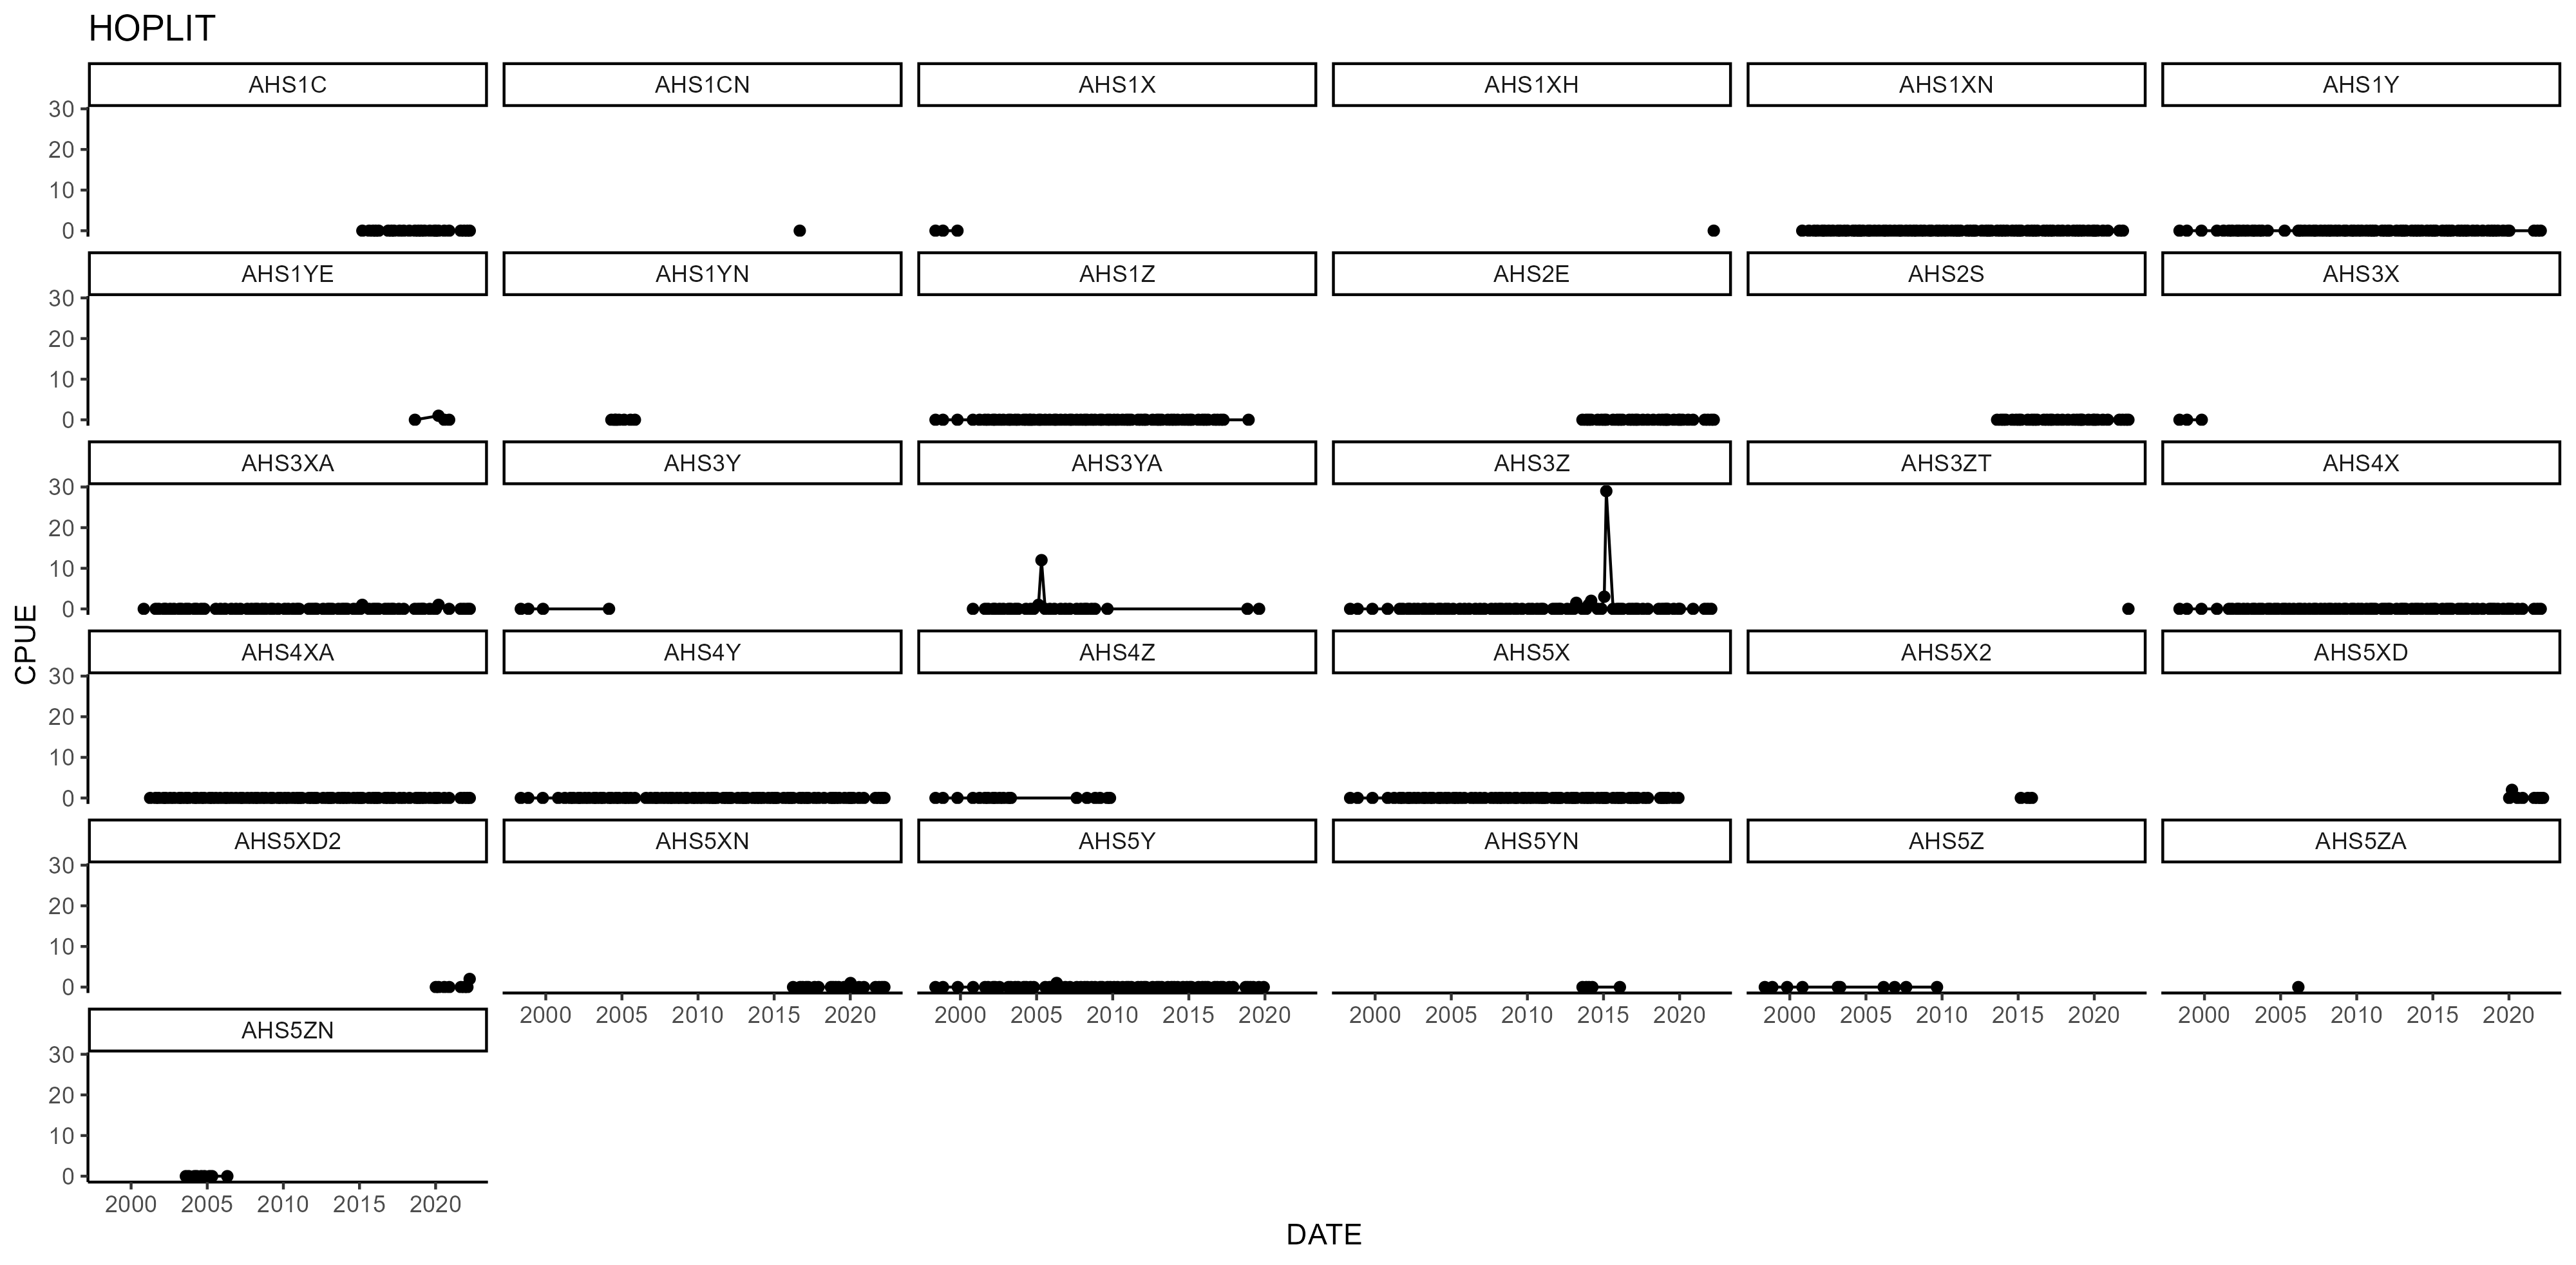 HOPLIT
AHS1C AHS1CN AHS1X AHS1XH AHS1XN AHS1Y
30
20
10
0
AHS1YE AHS1YN AHS1Z AHS2E AHS2S AHS3X
30
20
10
0
AHS3XA AHS3Y AHS3YA AHS3Z AHS3ZT AHS4X
30
20
10
0
CPUE
AHS4XA AHS4Y AHS4Z AHS5X AHS5X2 AHS5XD
30
20
10
0
AHS5XD2 AHS5XN AHS5Y AHS5YN AHS5Z AHS5ZA
30
20
10
0
2000 2005 2010 2015 2020 2000 2005 2010 2015 2020 2000 2005 2010 2015 2020 2000 2005 2010 2015 2020 2000 2005 2010 2015 2020
AHS5ZN
30
20
10
0
2000 2005 2010 2015 2020
DATE